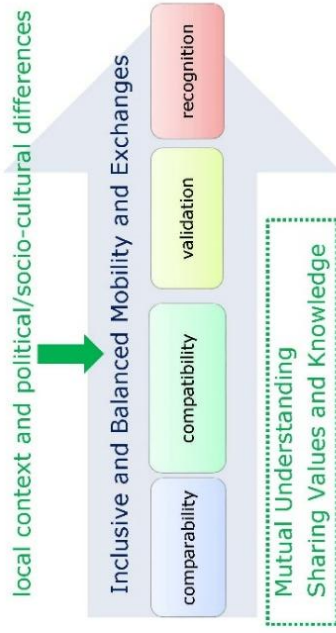 local context and political/socio-cultural differences
Inclusive and Balanced Mobility and Exchanges
comparability
compatibility
validation
recognition
Mutual Understanding
Sharing Values and Knowledge